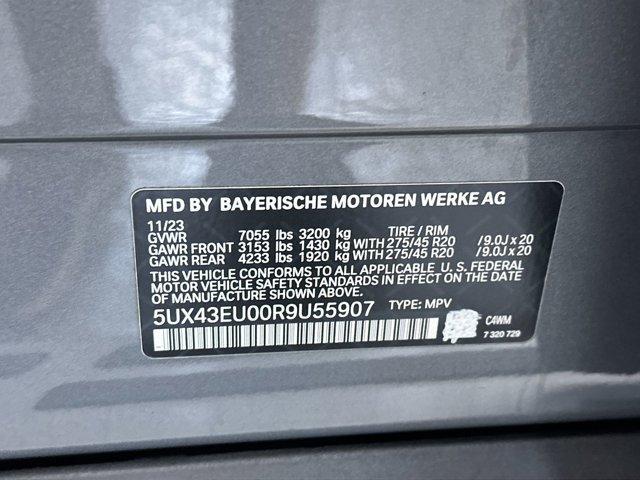 MFD BY BAYERISCHE MOTOREN WERKE AG
11/23 TIRE / RIM
GVWR 7055 lbs 3200 kg
GAWR FRONT 3153 lbs 1430 kg WITH 275/45 R20 / 9.0J x 20
GAWR REAR 4233 lbs 1920 kg WITH 275/45 R20 / 9.0J x 20
THIS VEHICLE CONFORMS TO ALL APPLICABLE U. S. FEDERAL
MOTOR VEHICLE SAFETY STANDARDS IN EFFECT ON THE DATE
OF MANUFACTURE SHOWN ABOVE.
5UX43EU00R9U55907 TYPE: MPV
C4WM
7 320 729